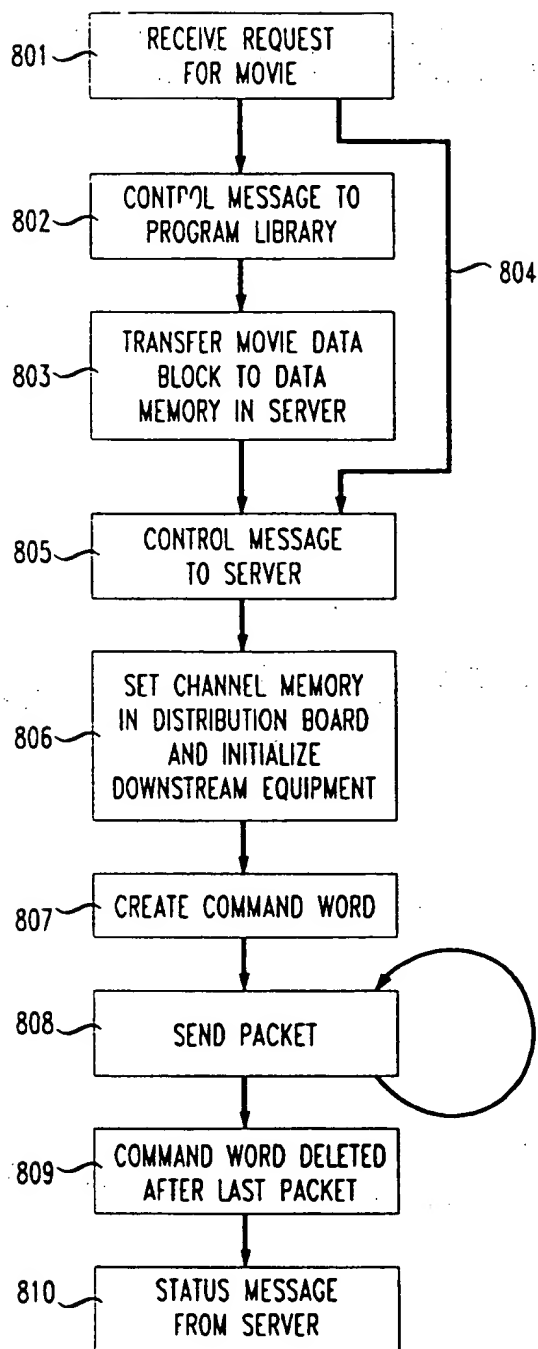 801
RECEIVE REQUEST
FOR MOVIE
802
CONTROL MESSAGE TO
PROGRAM LIBRARY
804
803
TRANSFER MOVIE DATA
BLOCK TO DATA
MEMORY IN SERVER
805
CONTROL MESSAGE
TO SERVER
806
SET CHANNEL MEMORY
IN DISTRIBUTION BOARD
AND INITIALIZE
DOWNSTREAM EQUIPMENT
807
CREATE COMMAND WORD
808
SEND PACKET
809
COMMAND WORD DELETED
AFTER LAST PACKET
810
STATUS MESSAGE
FROM SERVER